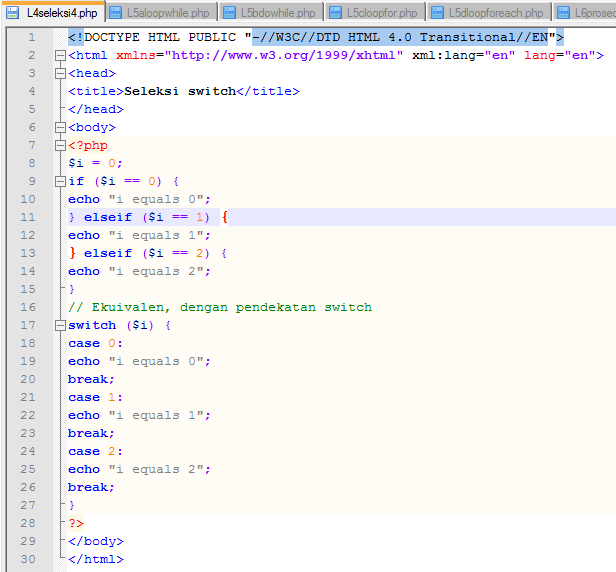 L4seleksi4.php L5aloopwhile.php L5bdowhile.php L5cloopfor.php L5dloopforeach.php
1 <!DOCTYPE HTML PUBLIC "-//W3C//DTD HTML 4.0 Transitional//EN">
2 <html xmlns="http://www.w3.org/1999/xhtml" xml:lang="en" lang="en">
3 <head>
4 <title>Seleksi switch</title>
5 </head>
6 <body>
7 <?php
8 $i = 0;
9 if ($i == 0) {
10 echo "i equals 0";
11 } elseif ($i == 1) {
12 echo "i equals 1";
13 } elseif ($i == 2) {
14 echo "i equals 2";
15 }
16 // Ekuivalen, dengan pendekatan switch
17 switch ($i) {
18 case 0:
19 echo "i equals 0";
20 break;
21 case 1:
22 echo "i equals 1";
23 break;
24 case 2:
25 echo "i equals 2";
26 break;
27 }
28 ?>
29 </body>
30 </html>